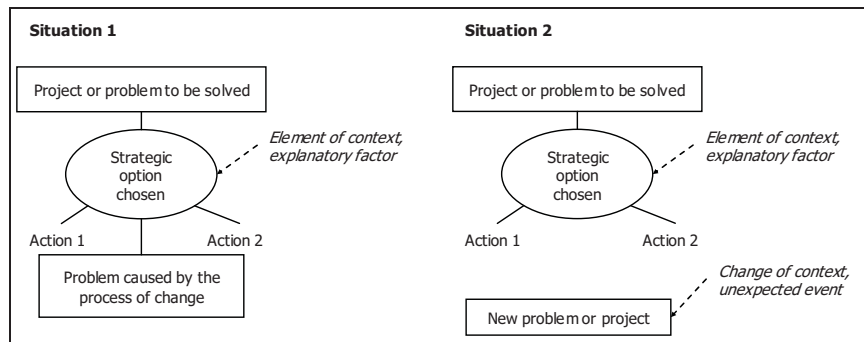 Situation 1
Project or problem to be solved
Element of context,
explanatory factor
Strategic
option
chosen
Action 1
Action 2
Problem caused by the
process of change
Situation 2
Project or problem to be solved
Element of context,
explanatory factor
Strategic
option
chosen
Action 1
Action 2
Change of context,
unexpected event
New problem or project